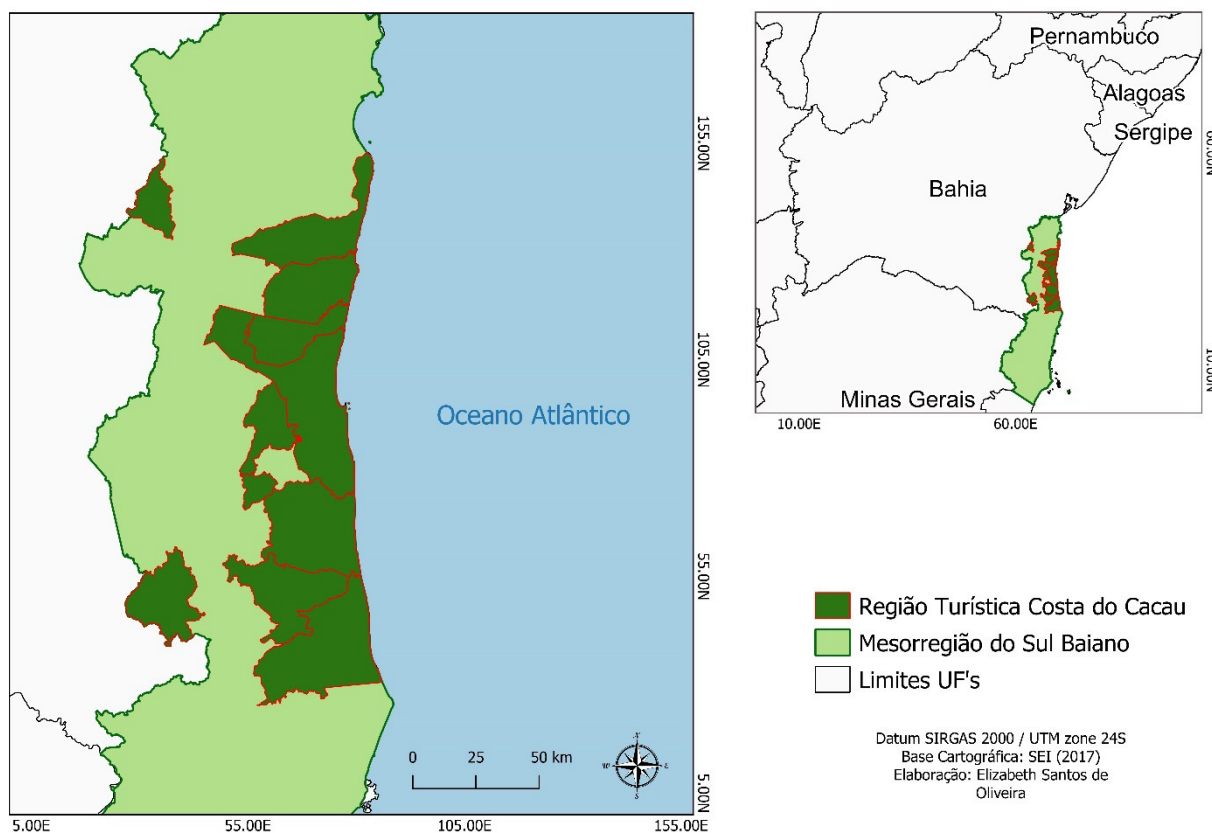 Oceano Atlântico
155.00N
105.00N
55.00N
5.00N
0 25 50 km
5.00E 55.00E 105.00E 155.00E
Pernambuco
Alagoas
Sergipe
Bahia
Minas Gerais
10.00N
10.00E 60.00E
Região Turística Costa do Cacau
Mesorregião do Sul Baiano
Limites UF's
Datum SIRGAS 2000 / UTM zone 24S
Base Cartográfica: SEI (2017)
Elaboração: Elizabeth Santos de
Oliveira